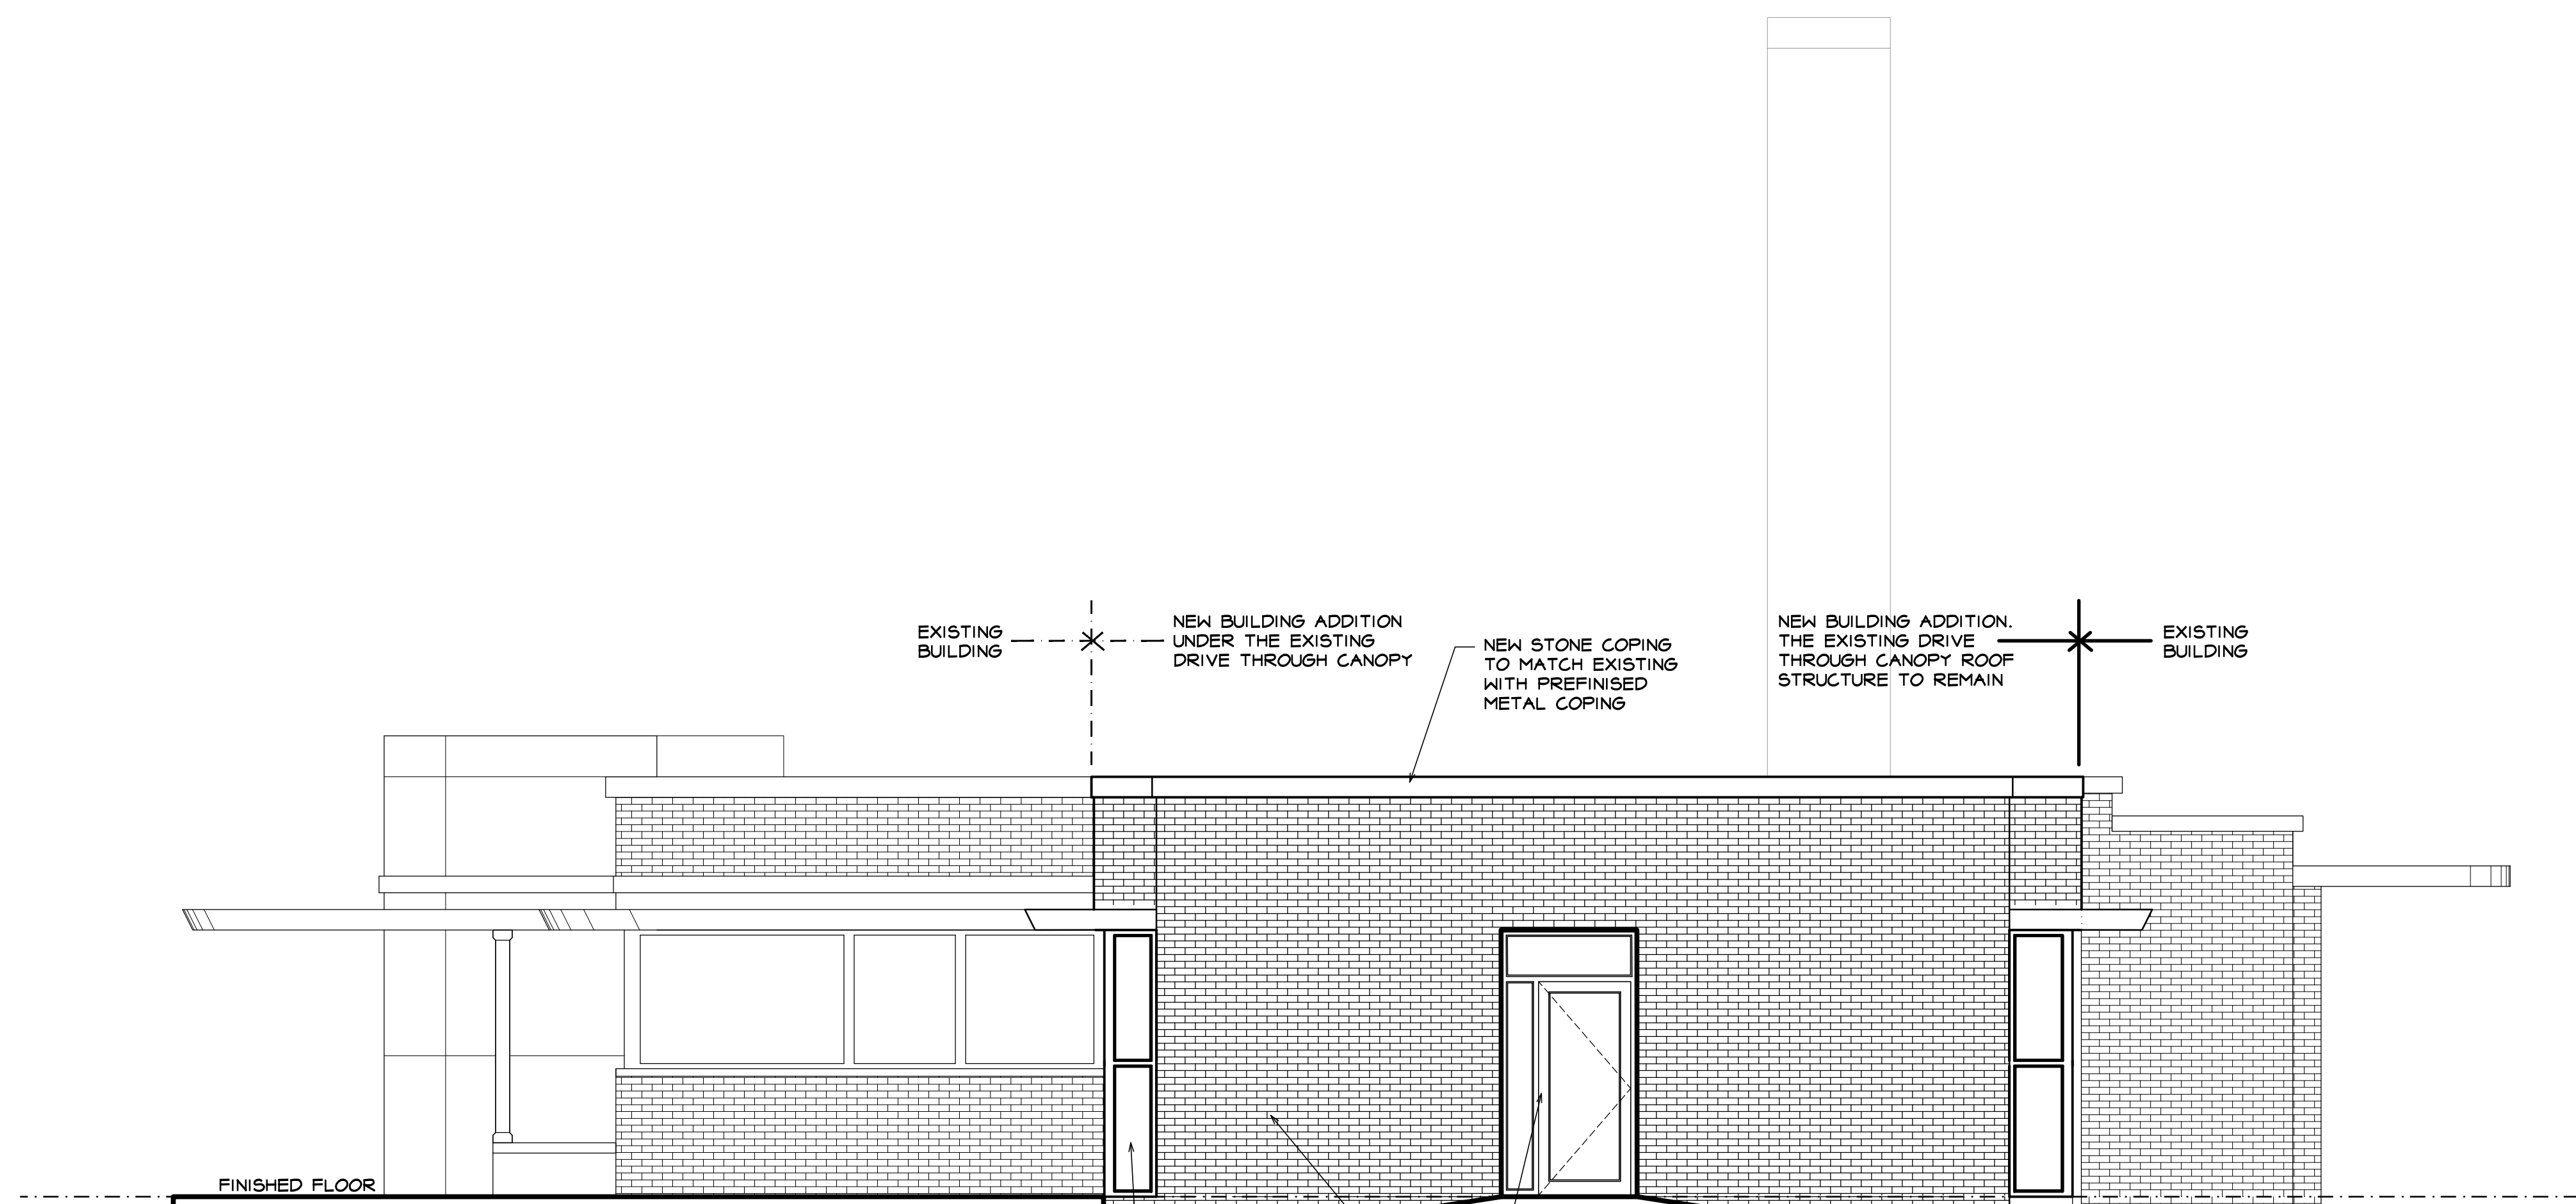 EXISTING
BUILDING
NEW BUILDING ADDITION
UNDER THE EXISTING
DRIVE THROUGH CANOPY
NEW STONE COPING
TO MATCH EXISTING
WITH PREFINISED
METAL COPING
NEW BUILDING ADDITION.
THE EXISTING DRIVE
THROUGH CANOPY ROOF
STRUCTURE TO REMAIN
EXISTING
BUILDING
FINISHED FLOOR